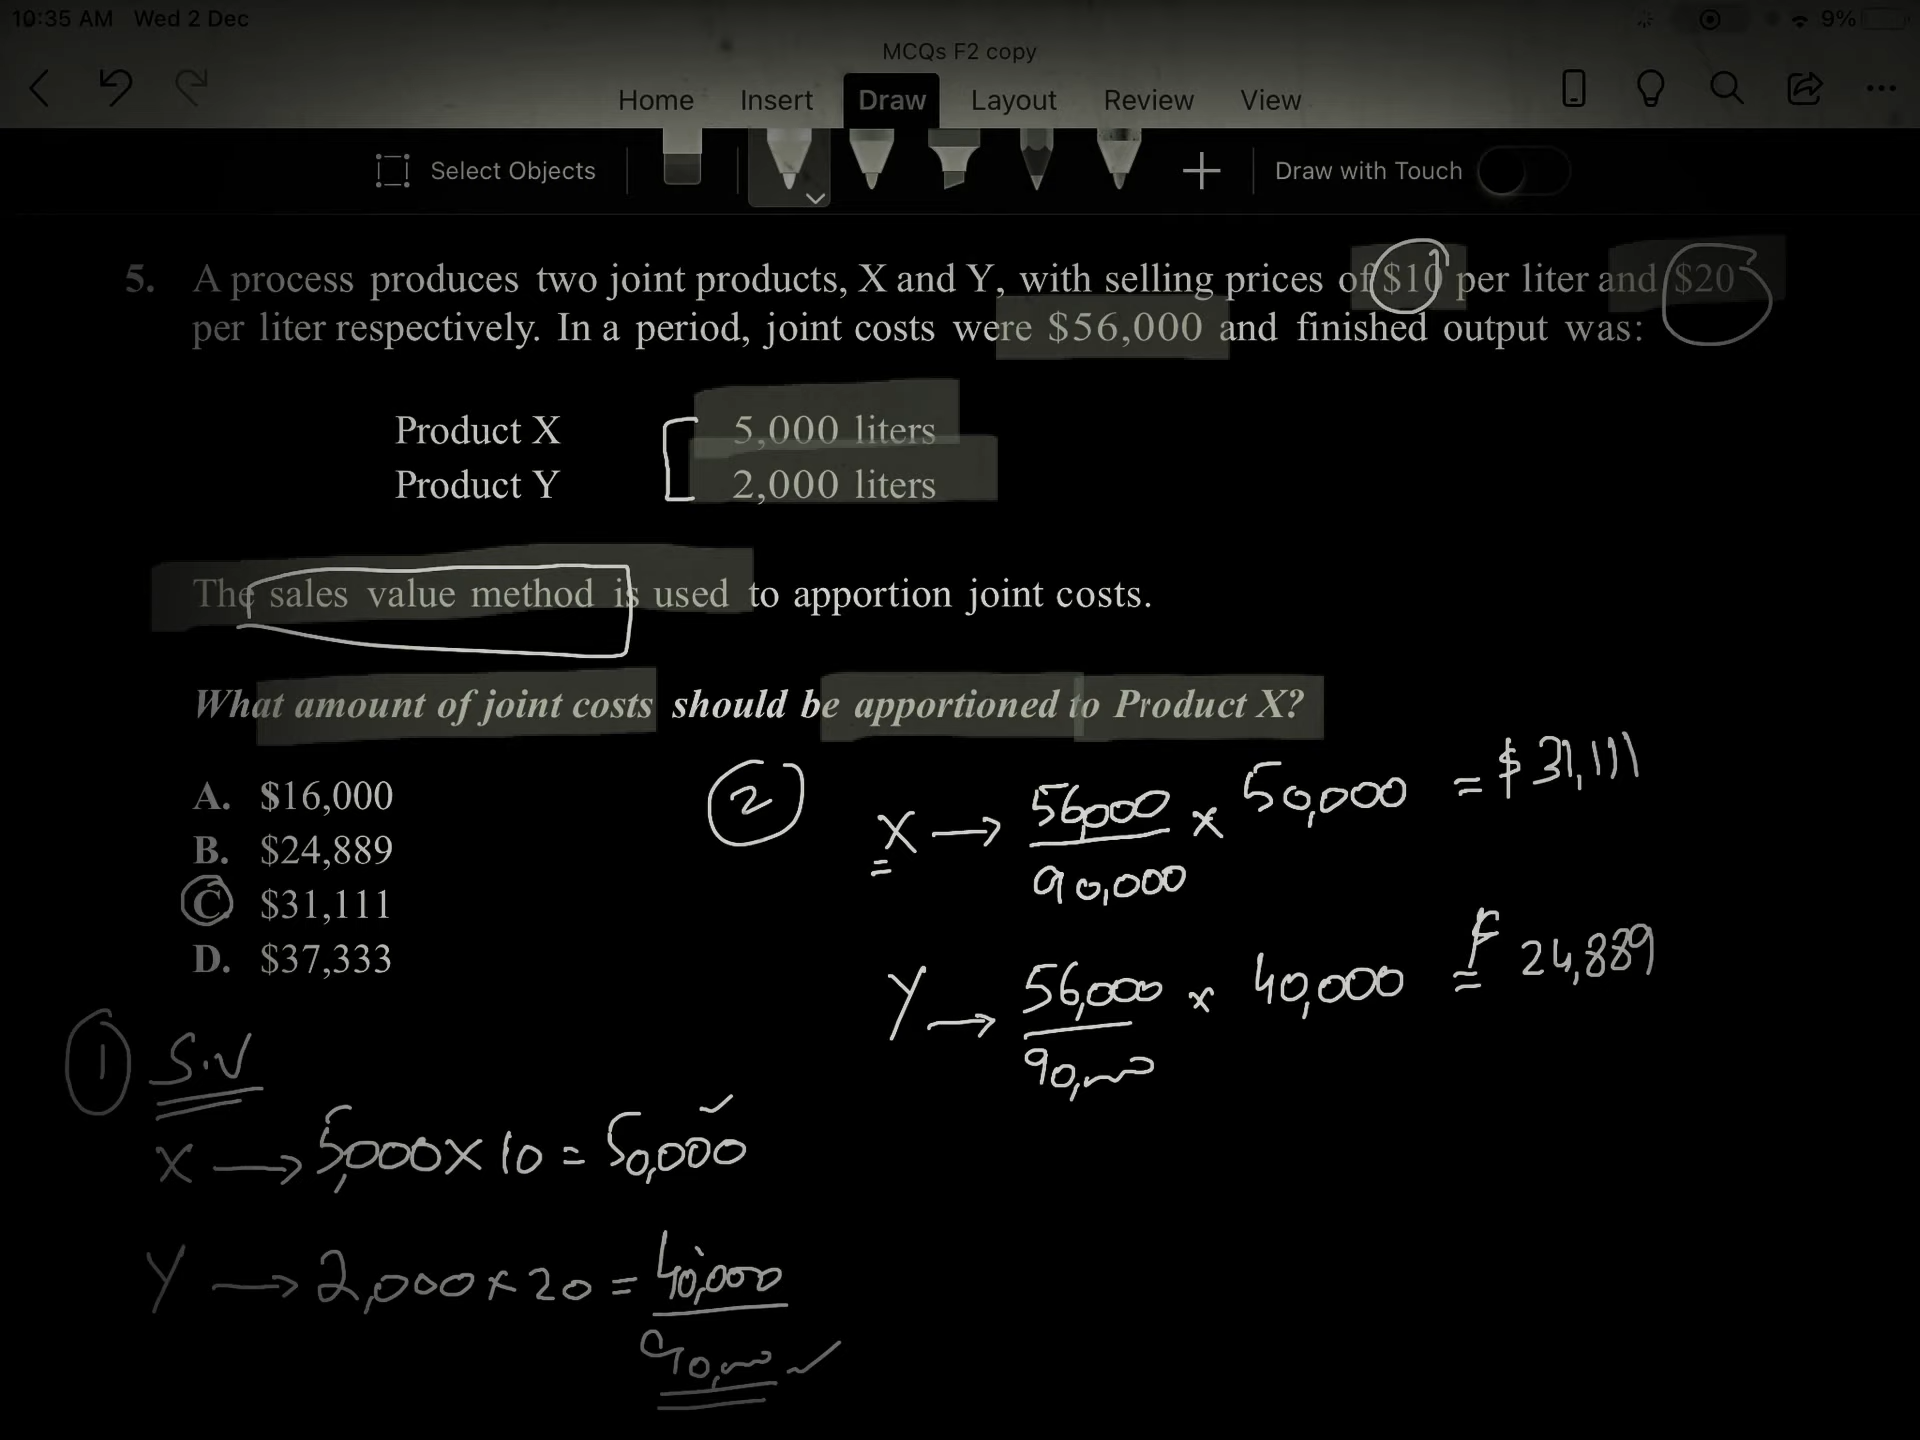 10:35 AM Wed 2 Dec
9%
MCQs F2 copy
Home Insert Draw Layout Review View
Select Objects
Draw with Touch
5. A process produces two joint products, X and Y, with selling prices of $10 per liter and $20
per liter respectively. In a period, joint costs were $56,000 and finished output was:
Product X 5,000 liters
Product Y 2,000 liters
The sales value method is used to apportion joint costs.
What amount of joint costs should be apportioned to Product X?
A. $16,000
B. $24,889
C. $31,111
D. $37,333
2
X → 56,000 / 90,000 × 50,000 = $31,111
Y → 56,000 / 90,000 × 40,000 = $24,889
1 S.V
X → 5,000 × 10 = 50,000
Y → 2,000 × 20 = 40,000
90,000